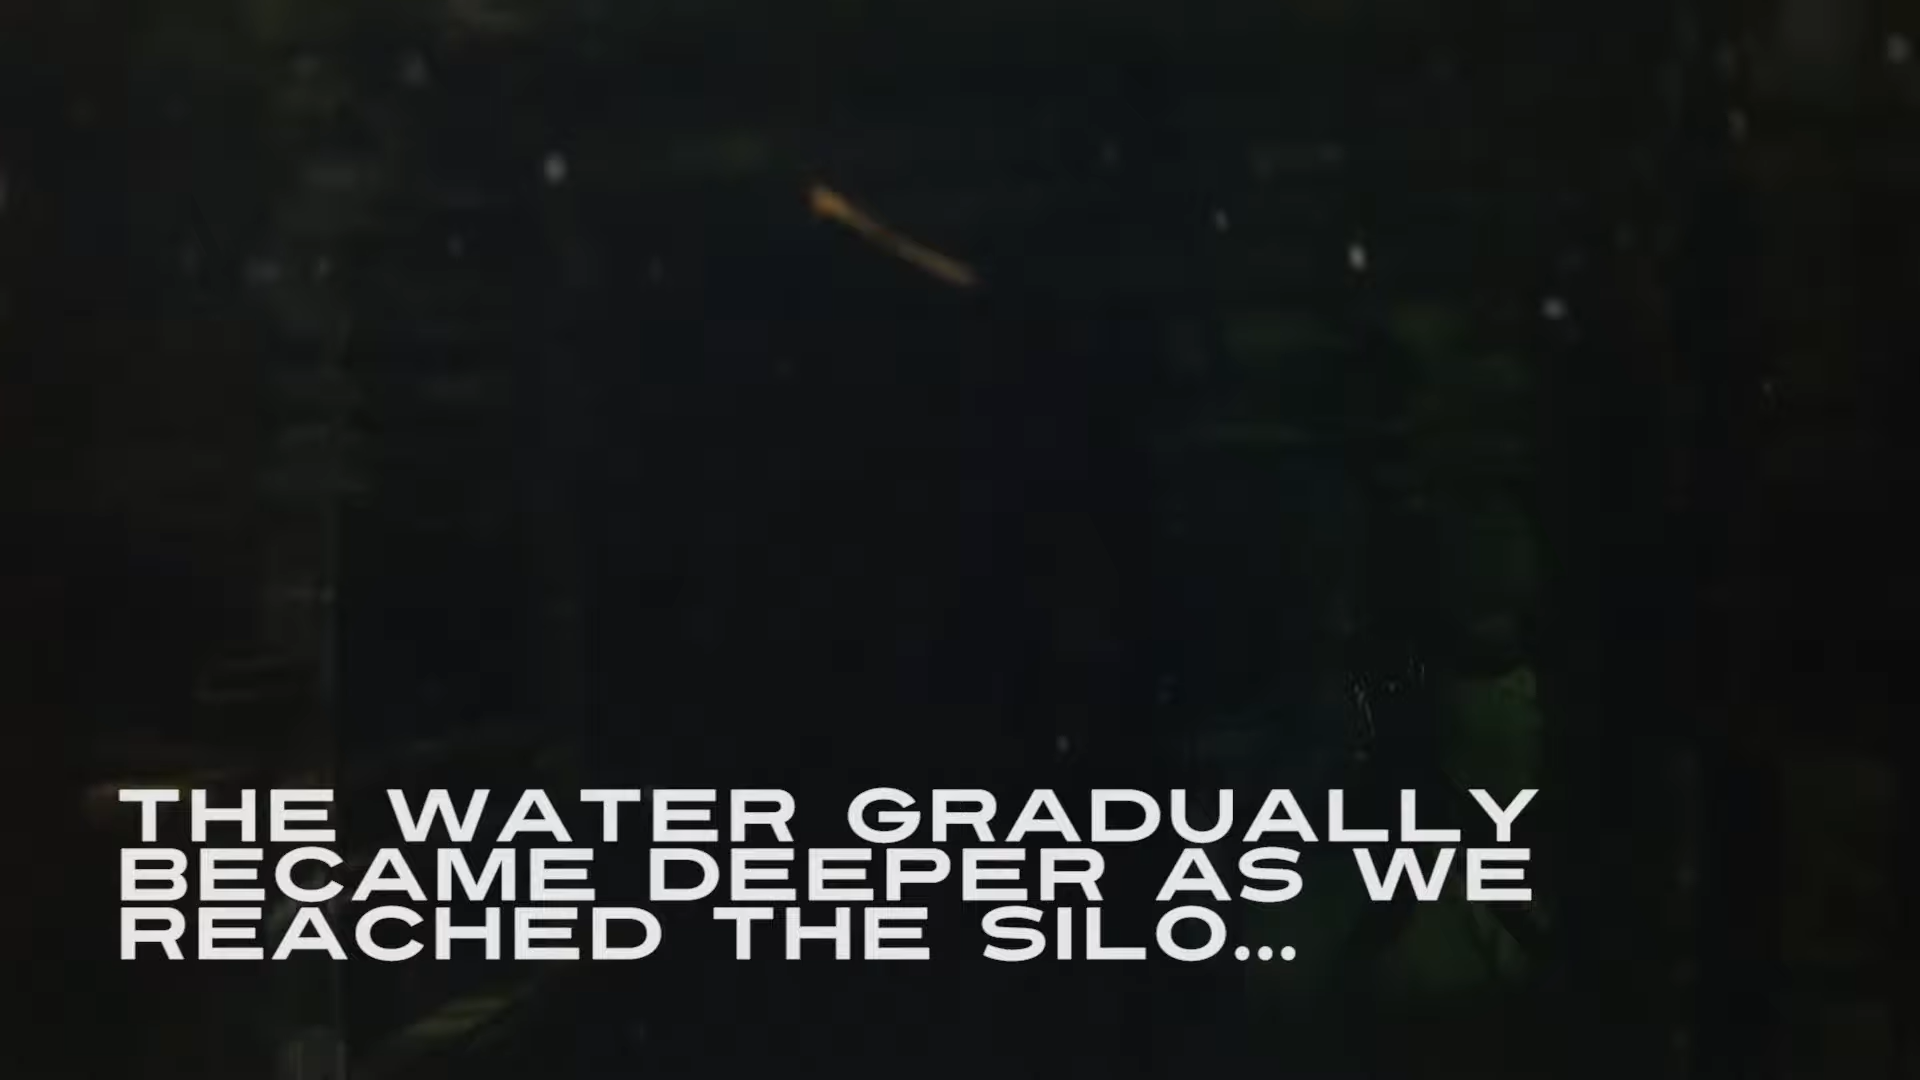 THE WATER GRADUALLY
BECAME DEEPER AS WE
REACHED THE SILO...